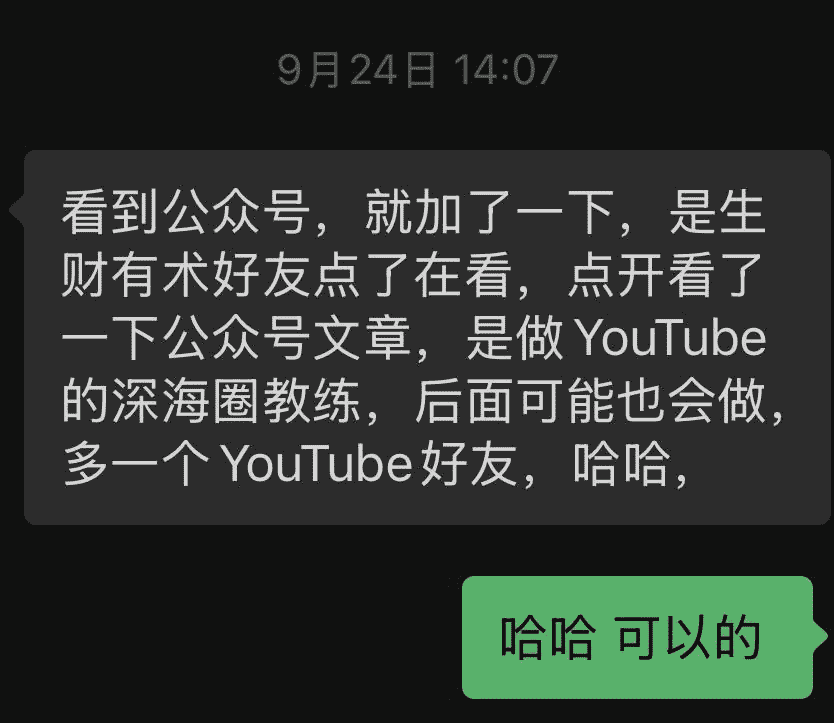 9月24日 14:07
看到公众号，就加了一下，是生
财有术好友点了在看，点开看了
一下公众号文章，是做 YouTube
的深海圈教练，后面可能也会做，
多一个 YouTube 好友，哈哈，
哈哈 可以的